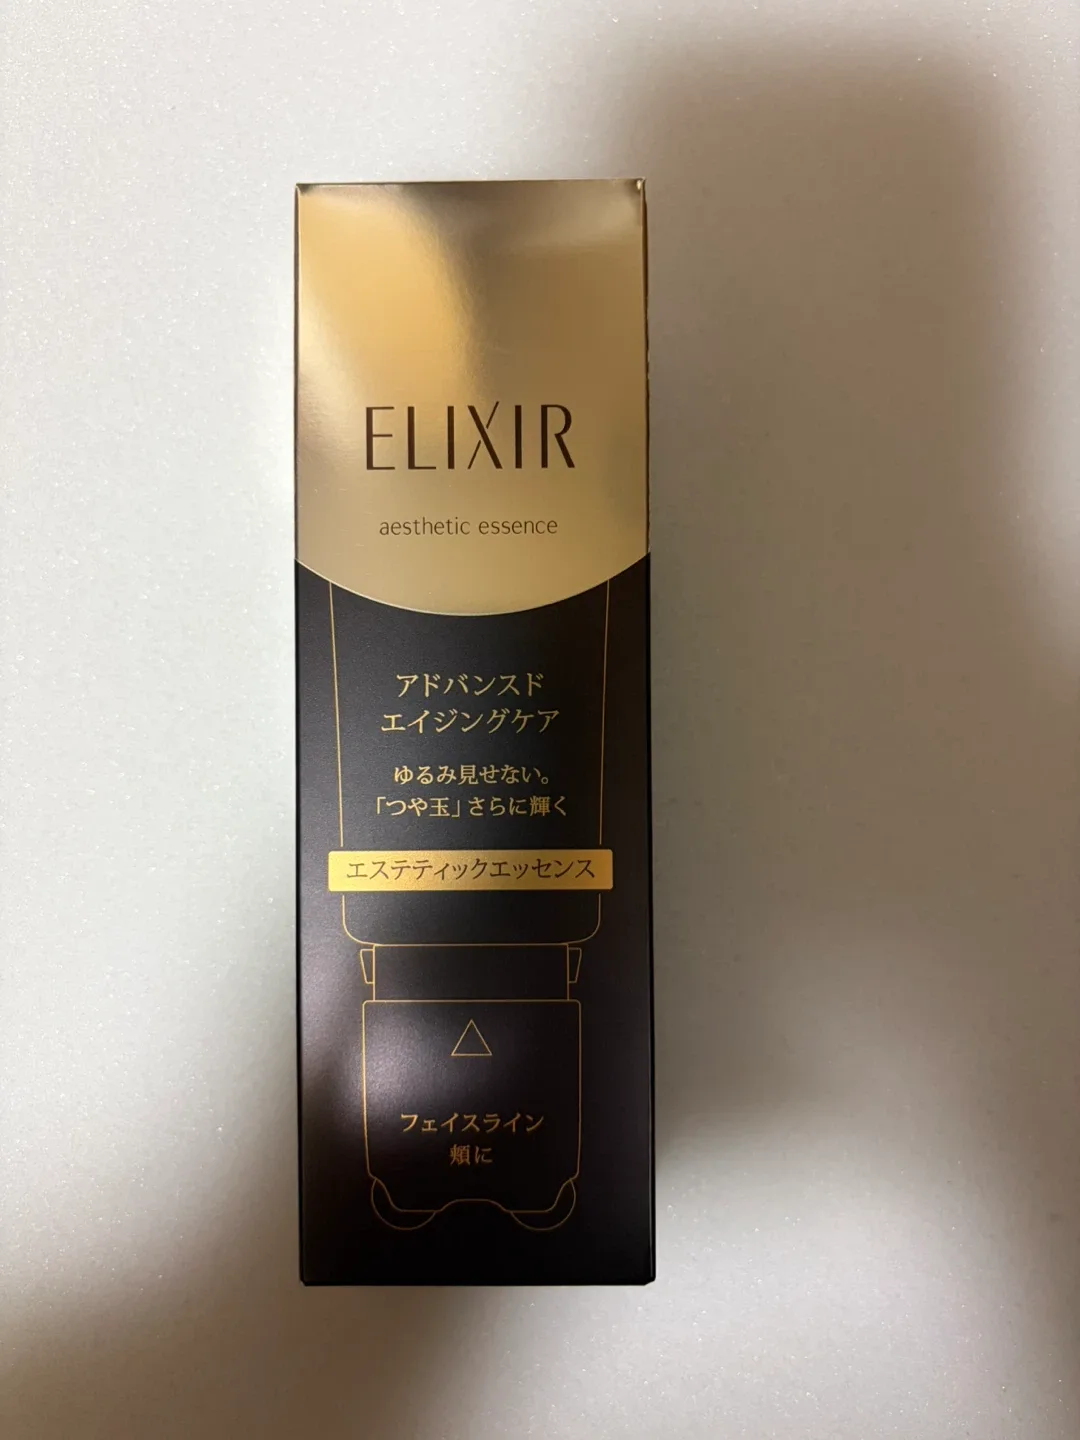 ELIXIR
aesthetic essence
アドバンスド
エイジングケア
ゆるみ見せない。
「つや玉」さらに輝く
エステティックエッセンス
フェイスライン
頬に